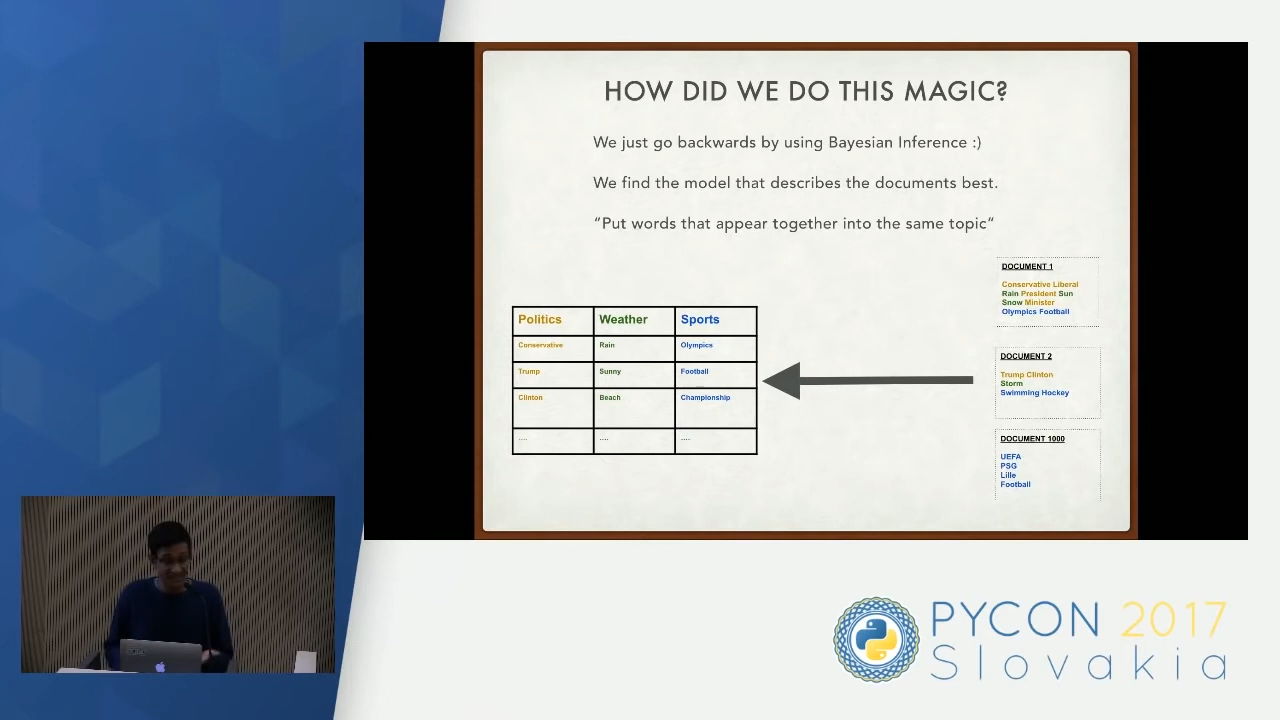 HOW DID WE DO THIS MAGIC?
We just go backwards by using Bayesian Inference :)
We find the model that describes the documents best.
“Put words that appear together into the same topic“
Politics Weather Sports
Conservative Rain Olympics
Trump Sunny Football
Clinton Beach Championship
.... .... ....
DOCUMENT 1
Conservative Liberal
Rain President Sun
Snow Minister
Olympics Football
DOCUMENT 2
Trump Clinton
Storm
Swimming Hockey
DOCUMENT 1000
UEFA
PSG
Lille
Football
PYCON 2017
Slovakia